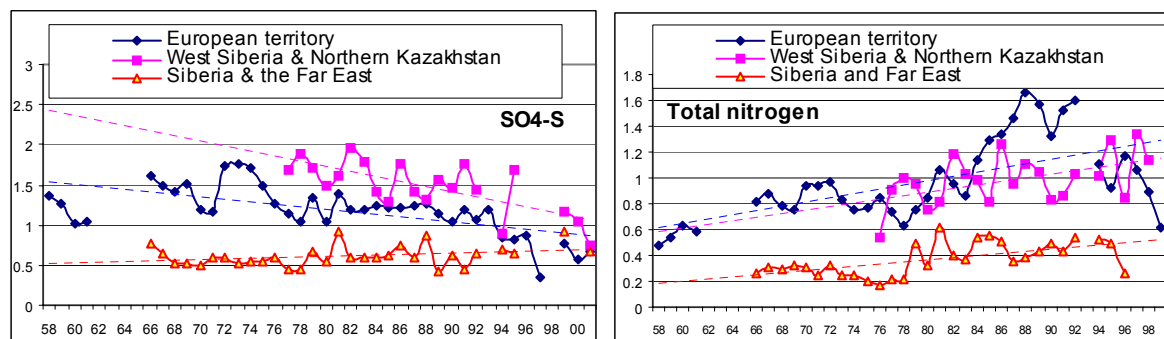 European territory
West Siberia & Northern Kazakhstan
Siberia & the Far East
SO4-S
3
2.5
2
1.5
1
0.5
0
58 60 62 64 66 68 70 72 74 76 78 80 82 84 86 88 90 92 94 96 98 00
European territory
West Siberia & Northern Kazakhstan
Siberia and Far East
Total nitrogen
1.8
1.6
1.4
1.2
1
0.8
0.6
0.4
0.2
0
58 60 62 64 66 68 70 72 74 76 78 80 82 84 86 88 90 92 94 96 98